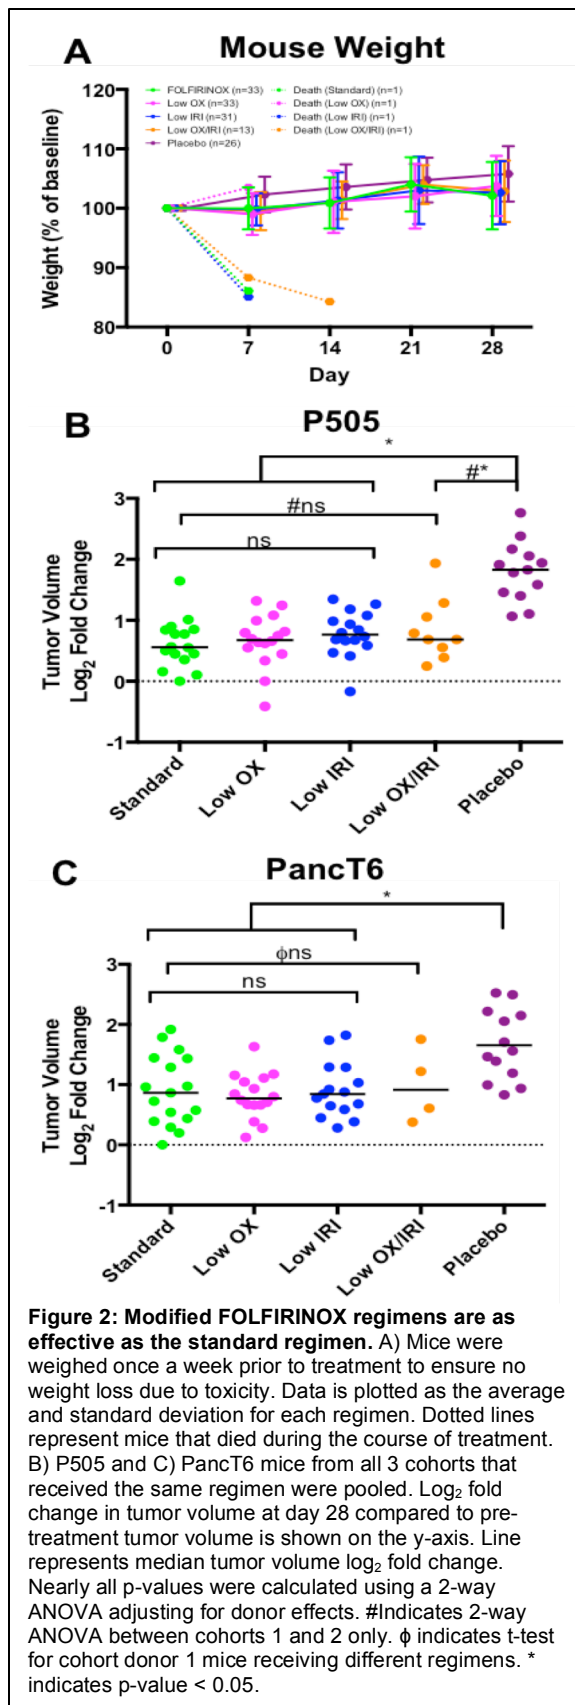 A Mouse Weight
FOLFIRINOX (n=33) Death (Standard) (n=1)
Low OX (n=33) Death (Low OX) (n=1)
Low IRI (n=31) Death (Low IRI) (n=1)
Low OX/IRI (n=13) Death (Low OX/IRI) (n=1)
Placebo (n=26)
Weight (% of baseline)
120
110
100
90
80
0 7 14 21 28
Day
B P505
*
#*
#ns
ns
Tumor Volume
Log₂ Fold Change
3
2
1
0
-1
Standard Low OX Low IRI Low OX/IRI Placebo
C PancT6
*
ϕns
ns
Tumor Volume
Log₂ Fold Change
3
2
1
0
-1
Standard Low OX Low IRI Low OX/IRI Placebo
Figure 2: Modified FOLFIRINOX regimens are as
effective as the standard regimen. A) Mice were
weighed once a week prior to treatment to ensure no
weight loss due to toxicity. Data is plotted as the average
and standard deviation for each regimen. Dotted lines
represent mice that died during the course of treatment.
B) P505 and C) PancT6 mice from all 3 cohorts that
received the same regimen were pooled. Log₂ fold
change in tumor volume at day 28 compared to pre-
treatment tumor volume is shown on the y-axis. Line
represents median tumor volume log₂ fold change.
Nearly all p-values were calculated using a 2-way
ANOVA adjusting for donor effects. #Indicates 2-way
ANOVA between cohorts 1 and 2 only. ϕ indicates t-test
for cohort donor 1 mice receiving different regimens. *
indicates p-value < 0.05.